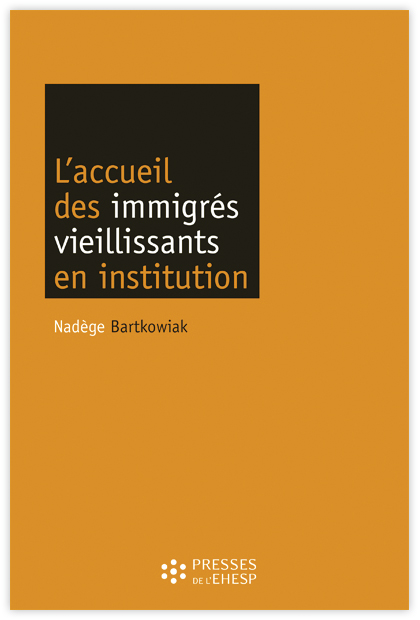 L'accueil
des immigrés
vieillissants
en institution
Nadège Bartkowiak
PRESSES
DE L'EHESP